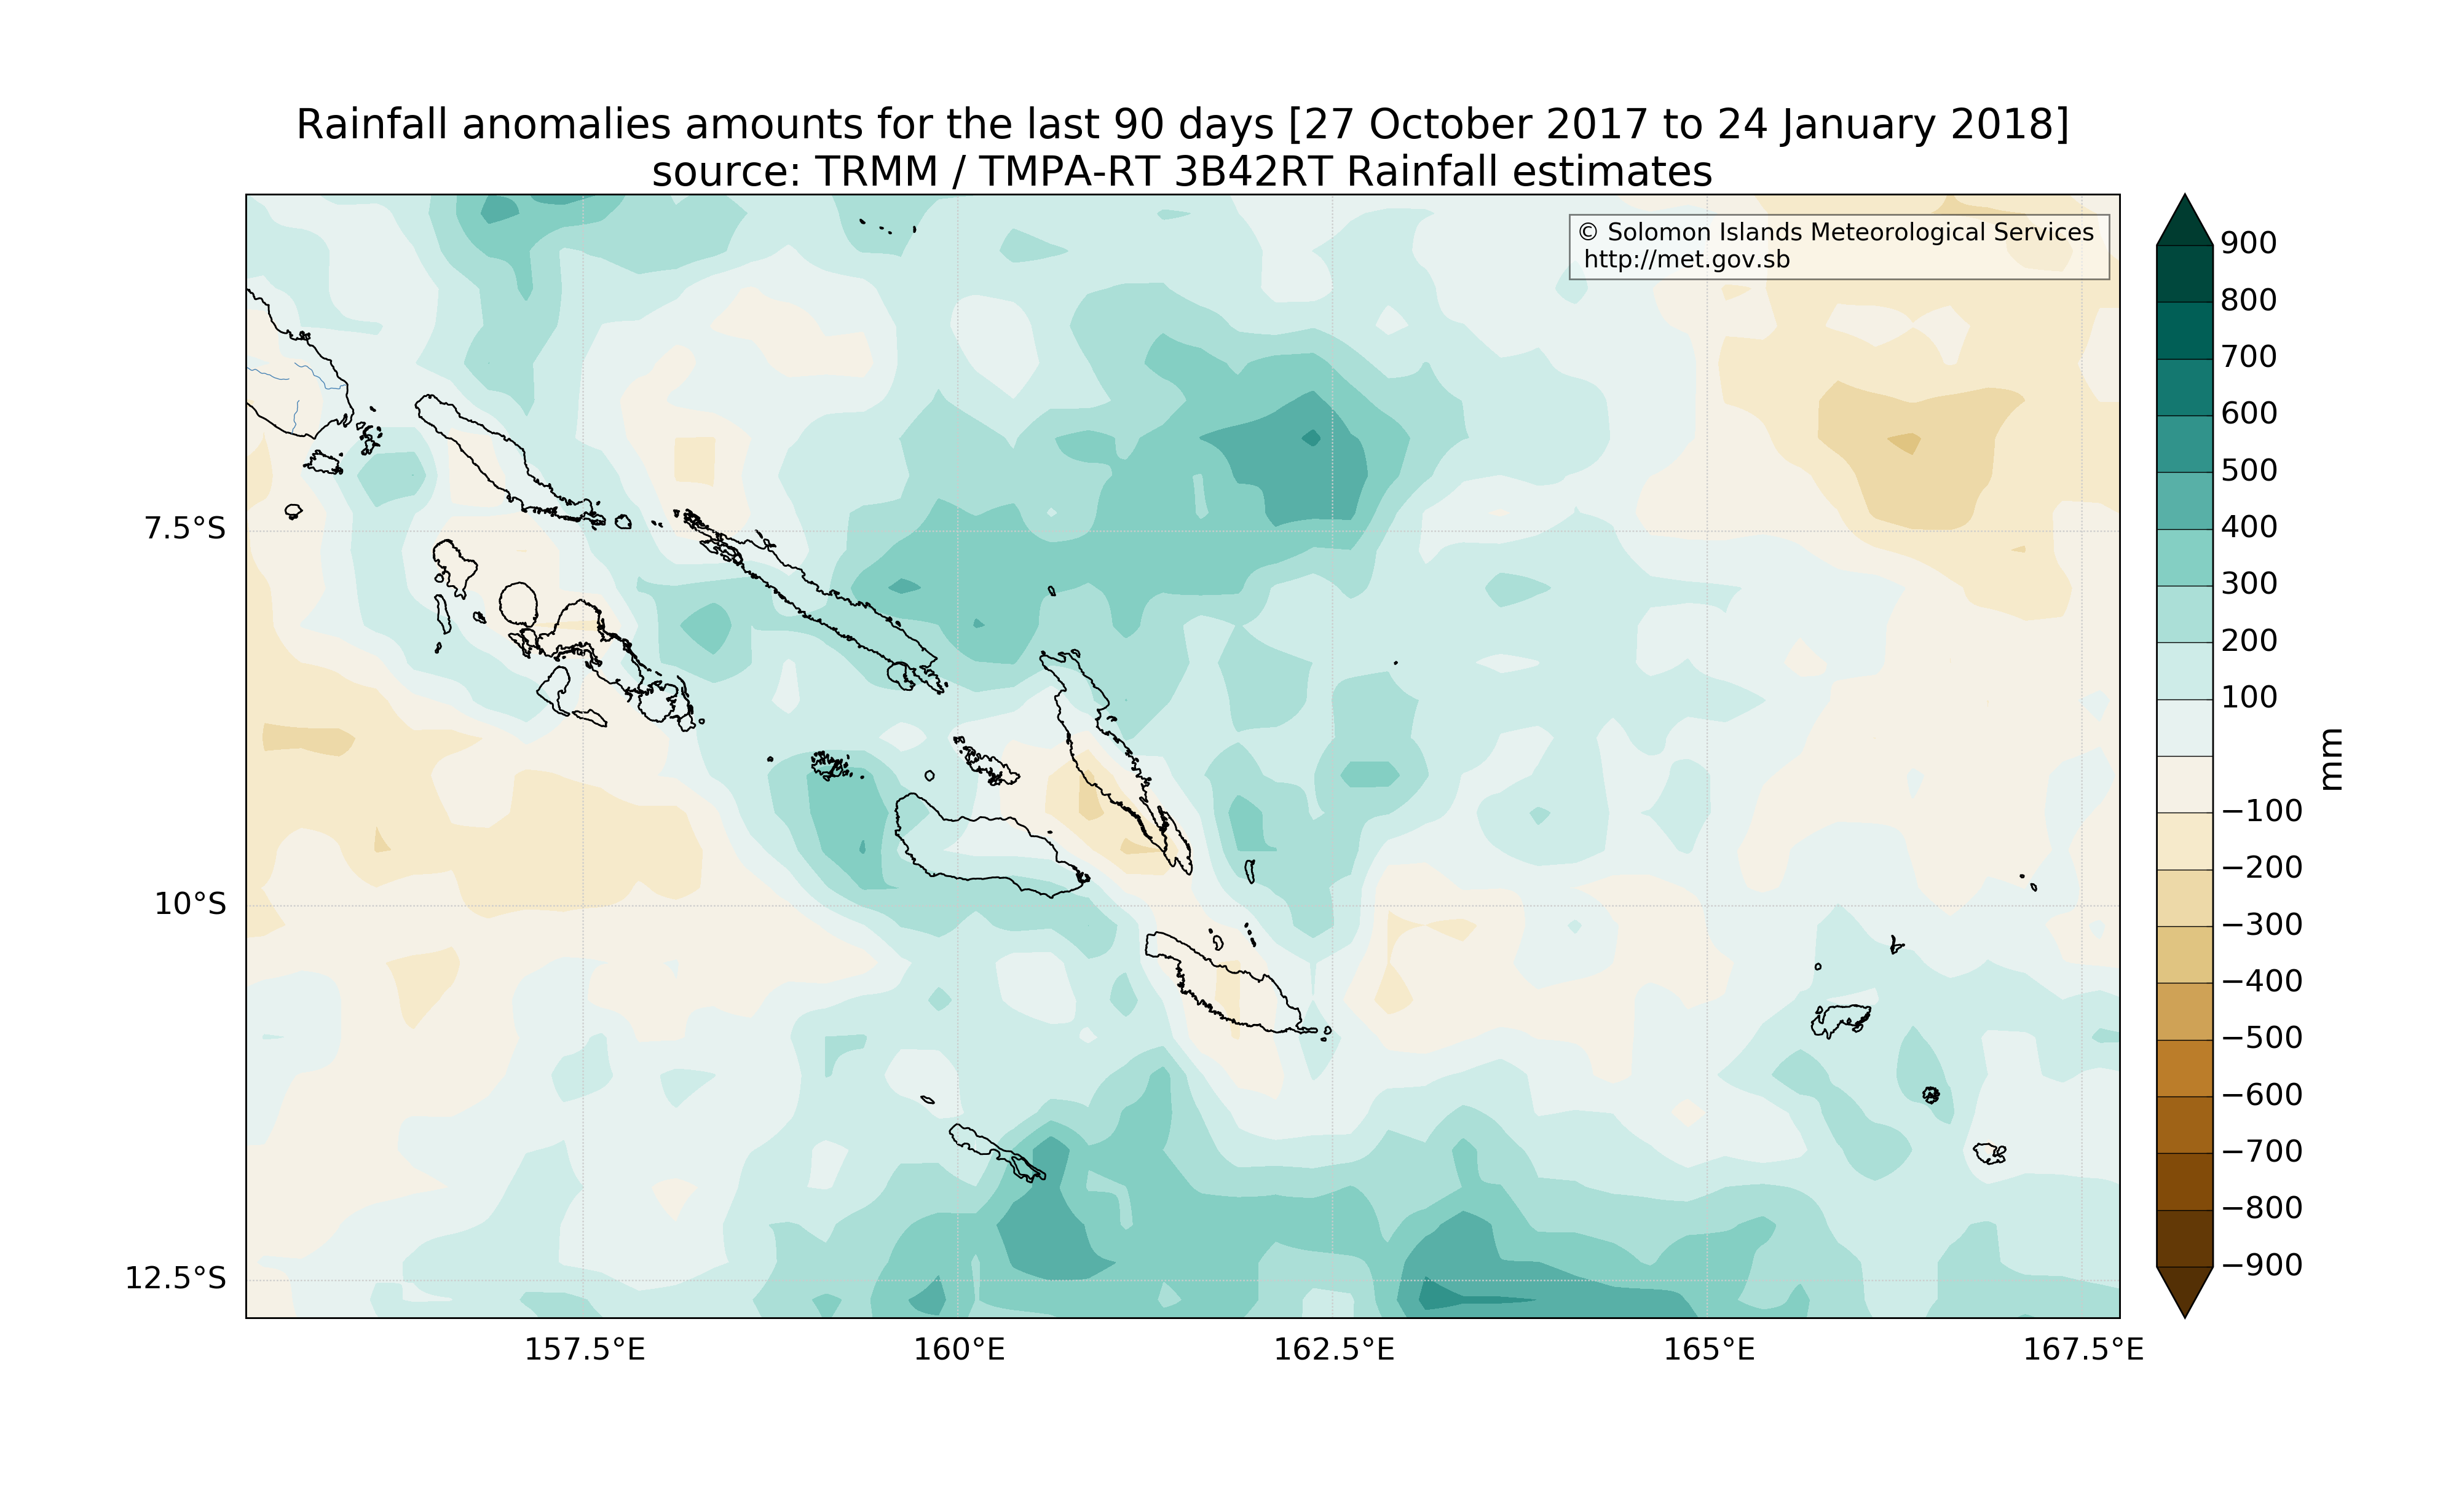 Rainfall anomalies amounts for the last 90 days [27 October 2017 to 24 January 2018]
source: TRMM / TMPA-RT 3B42RT Rainfall estimates
© Solomon Islands Meteorological Services
http://met.gov.sb
7.5°S
10°S
12.5°S
157.5°E
160°E
162.5°E
165°E
167.5°E
900
800
700
600
500
400
300
200
100
−100
−200
−300
−400
−500
−600
−700
−800
−900
mm